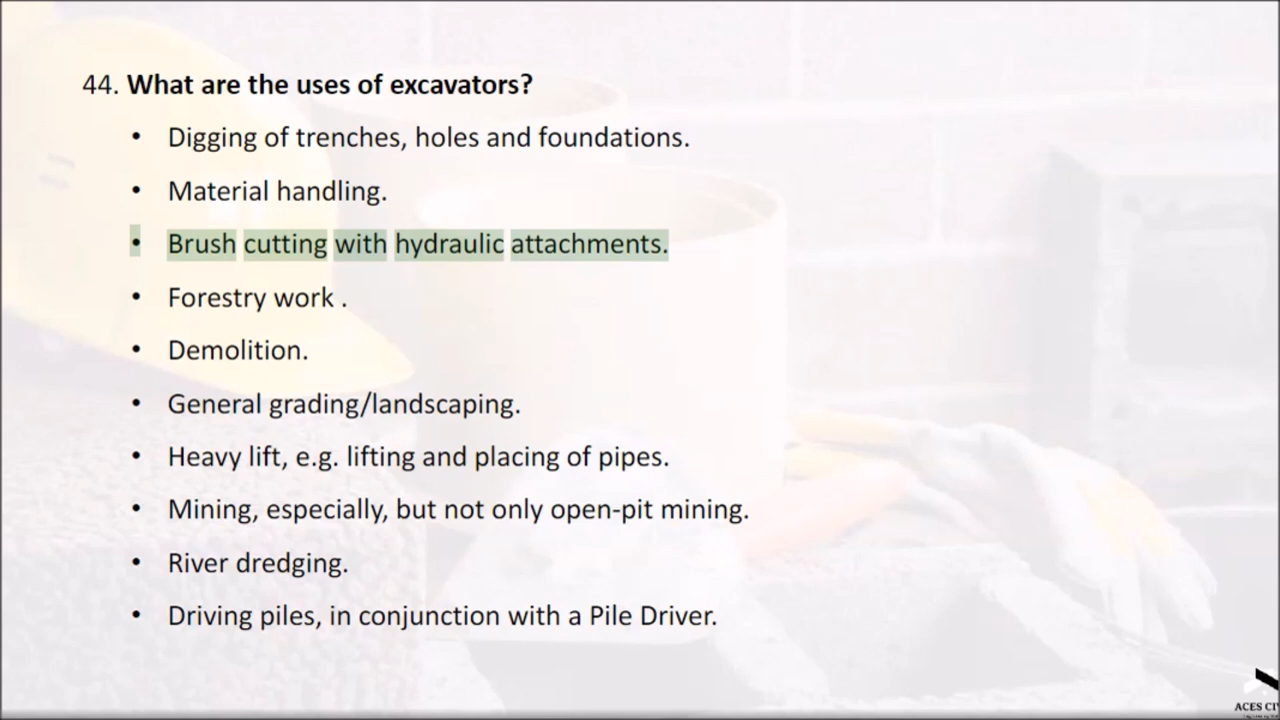 44. What are the uses of excavators?
• Digging of trenches, holes and foundations.
• Material handling.
• Brush cutting with hydraulic attachments.
• Forestry work .
• Demolition.
• General grading/landscaping.
• Heavy lift, e.g. lifting and placing of pipes.
• Mining, especially, but not only open-pit mining.
• River dredging.
• Driving piles, in conjunction with a Pile Driver.
ACES CI